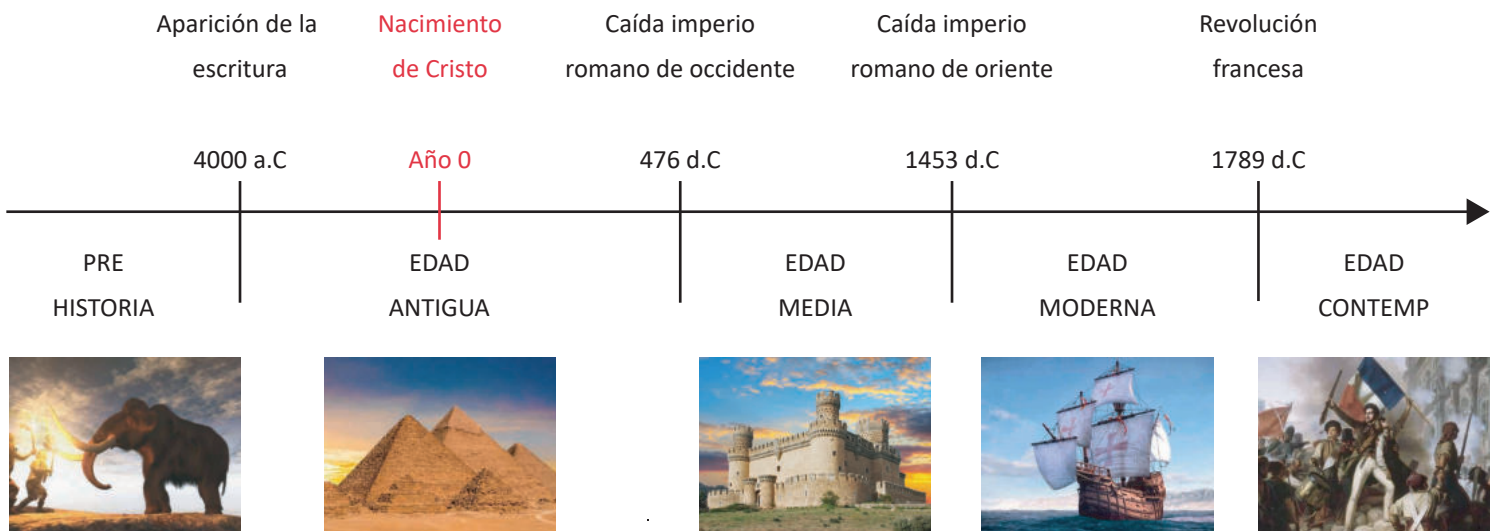 Aparición de la
escritura
Nacimiento
de Cristo
Caída imperio
romano de occidente
Caída imperio
romano de oriente
Revolución
francesa
4000 a.C
Año 0
476 d.C
1453 d.C
1789 d.C
PRE
HISTORIA
EDAD
ANTIGUA
EDAD
MEDIA
EDAD
MODERNA
EDAD
CONTEMP